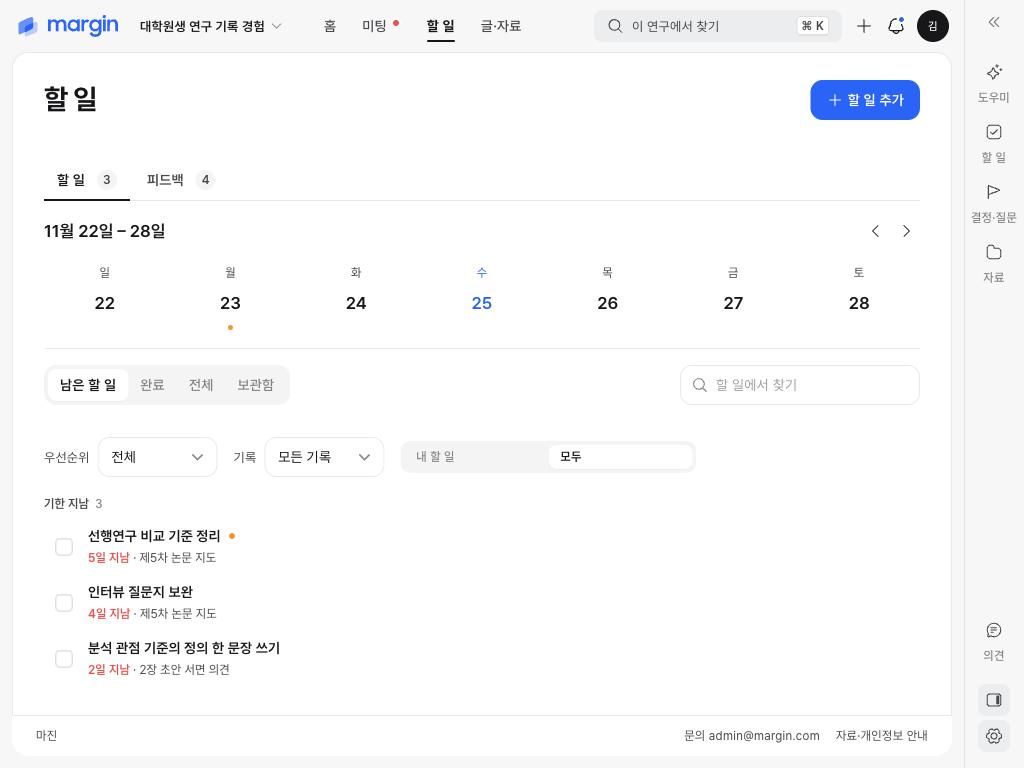 margin
대학원생 연구 기록 경험
홈
미팅
할 일
글·자료
이 연구에서 찾기
⌘ K
김
할 일
할 일 추가
할 일 3
피드백 4
11월 22일 – 28일
일 월 화 수 목 금 토
22 23 24 25 26 27 28
남은 할 일
완료
전체
보관함
할 일에서 찾기
우선순위
전체
기록
모든 기록
내 할 일
모두
기한 지남 3
선행연구 비교 기준 정리
5일 지남 · 제5차 논문 지도
인터뷰 질문지 보완
4일 지남 · 제5차 논문 지도
분석 관점 기준의 정의 한 문장 쓰기
2일 지남 · 2장 초안 서면 의견
마진
문의 admin@margin.com
자료·개인정보 안내
도우미
할 일
결정·질문
자료
의견